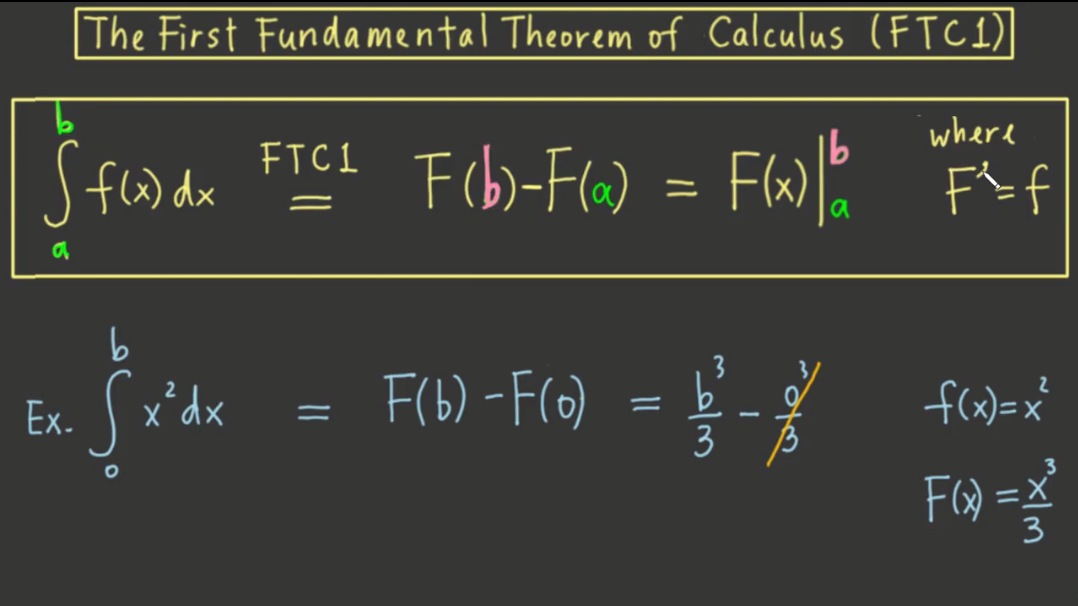 The First Fundamental Theorem of Calculus (FTC1)
∫_a^b f(x) dx FTC1 = F(b) - F(a) = F(x)|_a^b where F' = f
Ex. ∫_0^b x² dx = F(b) - F(0) = b³/3 - 0³/3 f(x) = x²
F(x) = x³/3